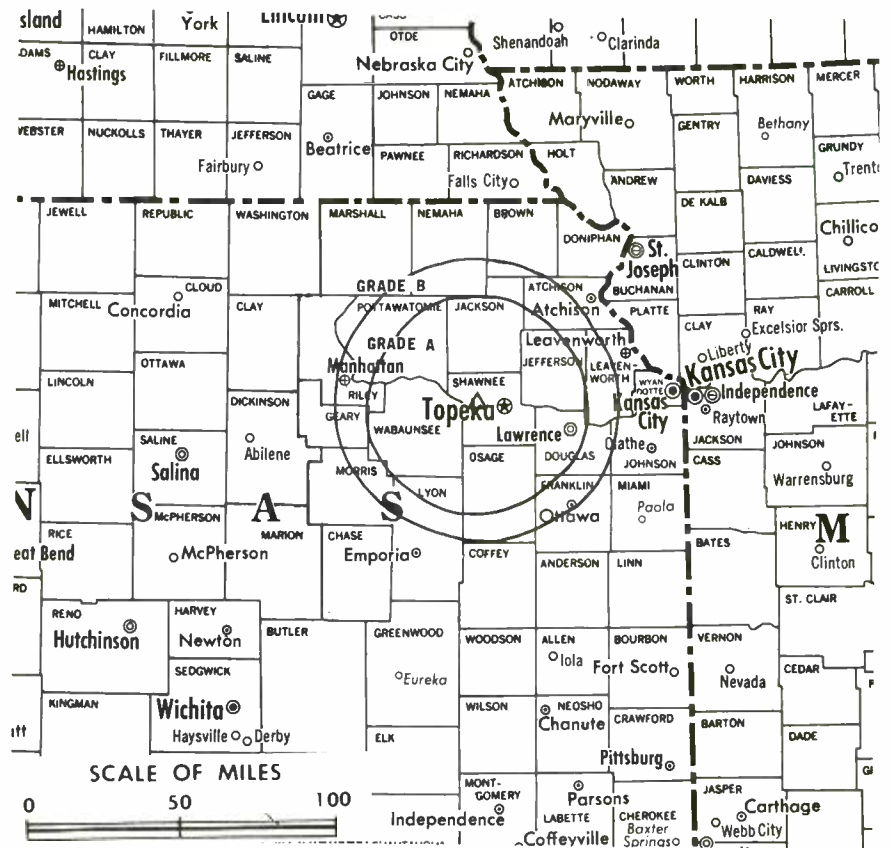 sland
HAMILTON
York
Lincoln
CASS
OTDE
Shenandoah
Clarinda
Nebraska City
DAMS
CLAY
Hastings
FILLMORE
SALINE
GAGE
JOHNSON
NEMAHA
ATCHISON
NODAWAY
WORTH
HARRISON
MERCER
Maryville
GENTRY
Bethany
WEBSTER
NUCKOLLS
THAYER
JEFFERSON
Beatrice
Fairbury
PAWNEE
RICHARDSON
HOLT
Falls City
ANDREW
DAVIESS
GRUNDY
Trent
DE KALB
JEWELL
REPUBLIC
WASHINGTON
MARSHALL
NEMAHA
BROWN
DONIPHAN
St.
Joseph
CLINTON
CALDWELL
Chillico
LIVINGSTO
BUCHANAN
CARROLL
GRADE B
CLOUD
MITCHELL
Concordia
CLAY
POTTAWATOMIE
JACKSON
ATCHISON
Atchison
PLATTE
CLAY
RAY
Excelsior Sprs.
GRADE A
Leavenworth
JEFFERSON
LEAVEN-
WORTH
Liberty
OTTAWA
Manhattan
RILEY
SHAWNEE
WYAN
DOTTE
Kansas City
LINCOLN
DICKINSON
GEARY
WABAUNSEE
Topeka
Kansas
City
Independence
Raytown
LAFAY-
ETTE
ell
SALINE
Salina
Abilene
Lawrence
DOUGLAS
Olathe
JOHNSON
JACKSON
CASS
JOHNSON
Warrensburg
ELLSWORTH
MORRIS
OSAGE
LYON
FRANKLIN
Ottawa
MIAMI
Paola
N S A S
M
McPHERSON
MARION
CHASE
HENRY
Clinton
RICE
eat Bend
McPherson
Emporia
COFFEY
ANDERSON
LINN
BATES
RD
ST. CLAIR
RENO
Hutchinson
HARVEY
Newton
BUTLER
GREENWOOD
WOODSON
ALLEN
Iola
BOURBON
Fort Scott
VERNON
Nevada
CEDAR
SEDGWICK
Eureka
KINGMAN
Wichita
WILSON
NEOSHO
Chanute
CRAWFORD
BARTON
DADE
att
Haysville
Derby
ELK
Pittsburg
SCALE OF MILES
0 50 100
MONT-
GOMERY
Independence
Parsons
LABETTE
Coffeyville
CHEROKEE
Baxter
Springs
JASPER
Carthage
Webb City